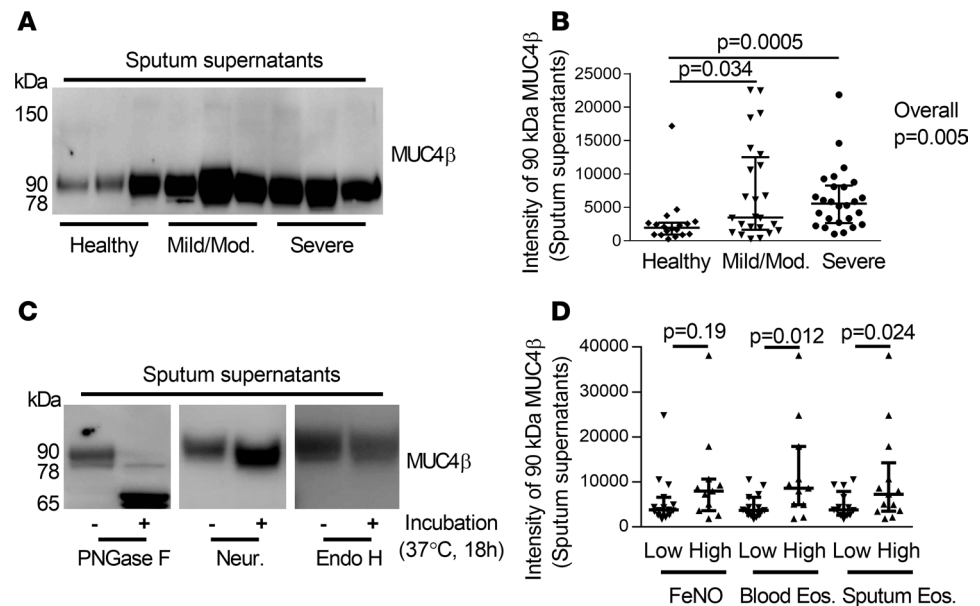 A
Sputum supernatants
kDa
150
90
78
MUC4β
Healthy Mild/Mod. Severe
B
p=0.0005
p=0.034
Overall
p=0.005
Intensity of 90 kDa MUC4β
(Sputum supernatants)
25000
20000
15000
10000
5000
0
Healthy Mild/Mod. Severe
C
Sputum supernatants
kDa
90
78
65
MUC4β
- + - + - + Incubation
(37°C, 18h)
PNGase F Neur. Endo H
D
p=0.19 p=0.012 p=0.024
Intensity of 90 kDa MUC4β
(Sputum supernatants)
40000
30000
20000
10000
0
Low High Low High Low High
FeNO Blood Eos. Sputum Eos.